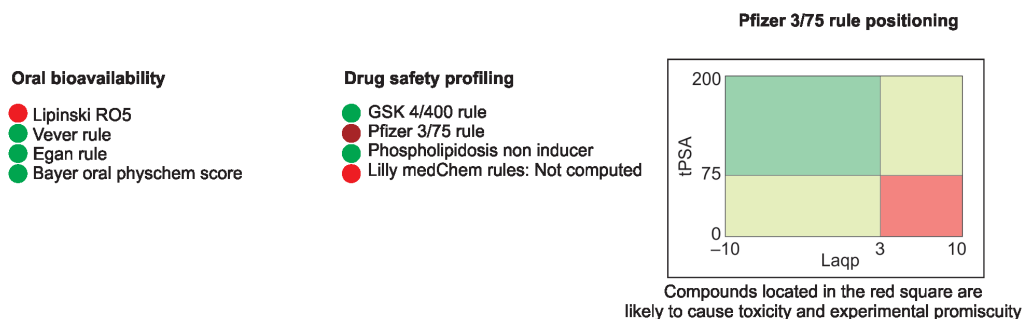 Pfizer 3/75 rule positioning
Oral bioavailability
Lipinski RO5
Vever rule
Egan rule
Bayer oral physchem score
Drug safety profiling
GSK 4/400 rule
Pfizer 3/75 rule
Phospholipidosis non inducer
Lilly medChem rules: Not computed
200
tPSA
75
0
–10
3
10
Laqp
Compounds located in the red square are
likely to cause toxicity and experimental promiscuity